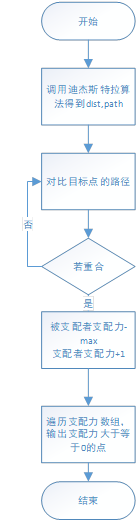 开始
调用迪杰斯特拉算
法得到dist,path
对比目标点的路径
否
若重合
是
被支配者支配力-
max
支配者支配力+1
遍历支配力数组,
输出支配力大于等
于0的点
结束